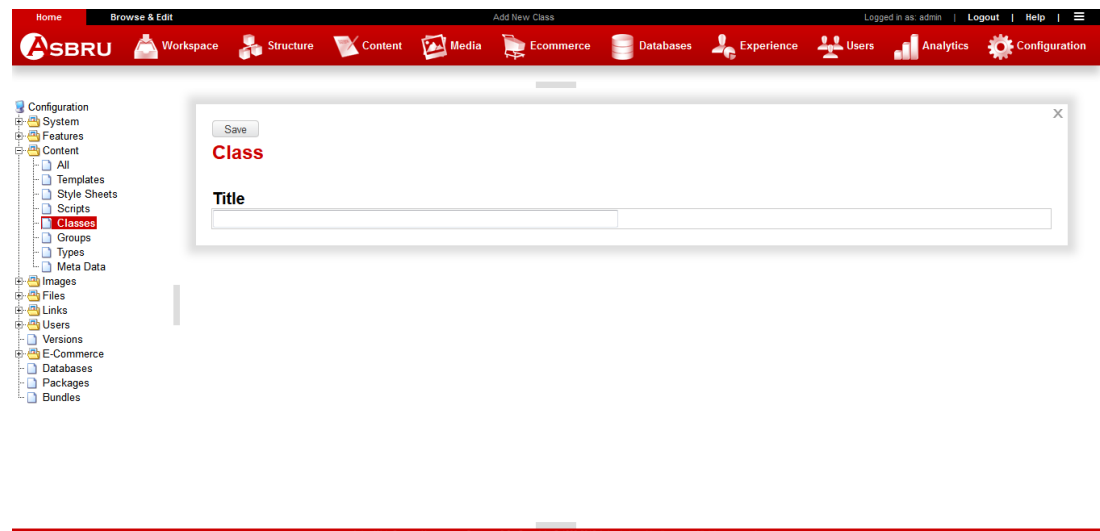 Home Browse & Edit Add New Class Logged in as: admin | Logout | Help |
ASBRU Workspace Structure Content Media Ecommerce Databases Experience Users Analytics Configuration
Configuration
System
Features
Content
All
Templates
Style Sheets
Scripts
Classes
Groups
Types
Meta Data
Images
Files
Links
Users
Versions
E-Commerce
Databases
Packages
Bundles
X
Save
Class
Title